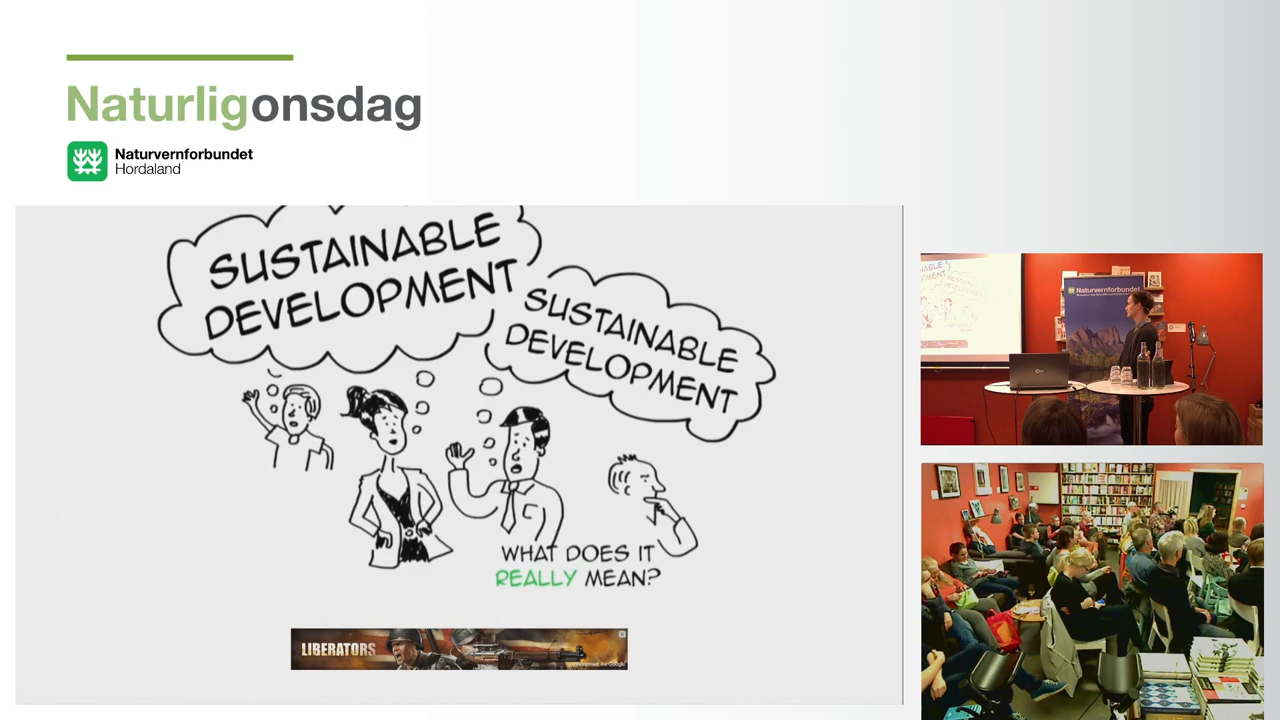 Naturligonsdag
Naturvernforbundet
Hordaland
SUSTAINABLE
DEVELOPMENT
SUSTAINABLE
DEVELOPMENT
WHAT DOES IT
REALLY MEAN?
LIBERATORS
Naturvernforbundet